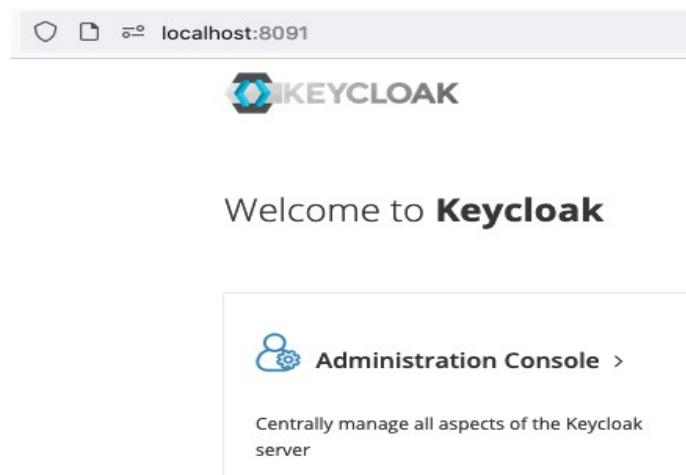 localhost:8091
KEYCLOAK
Welcome to Keycloak
Administration Console >
Centrally manage all aspects of the Keycloak
server